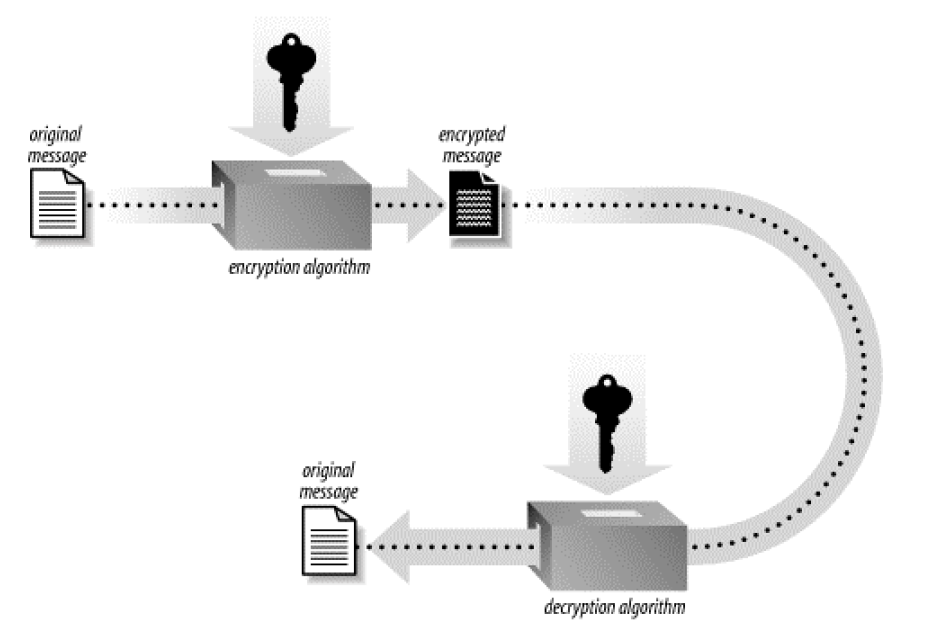 original
message
encrypted
message
encryption algorithm
original
message
decryption algorithm